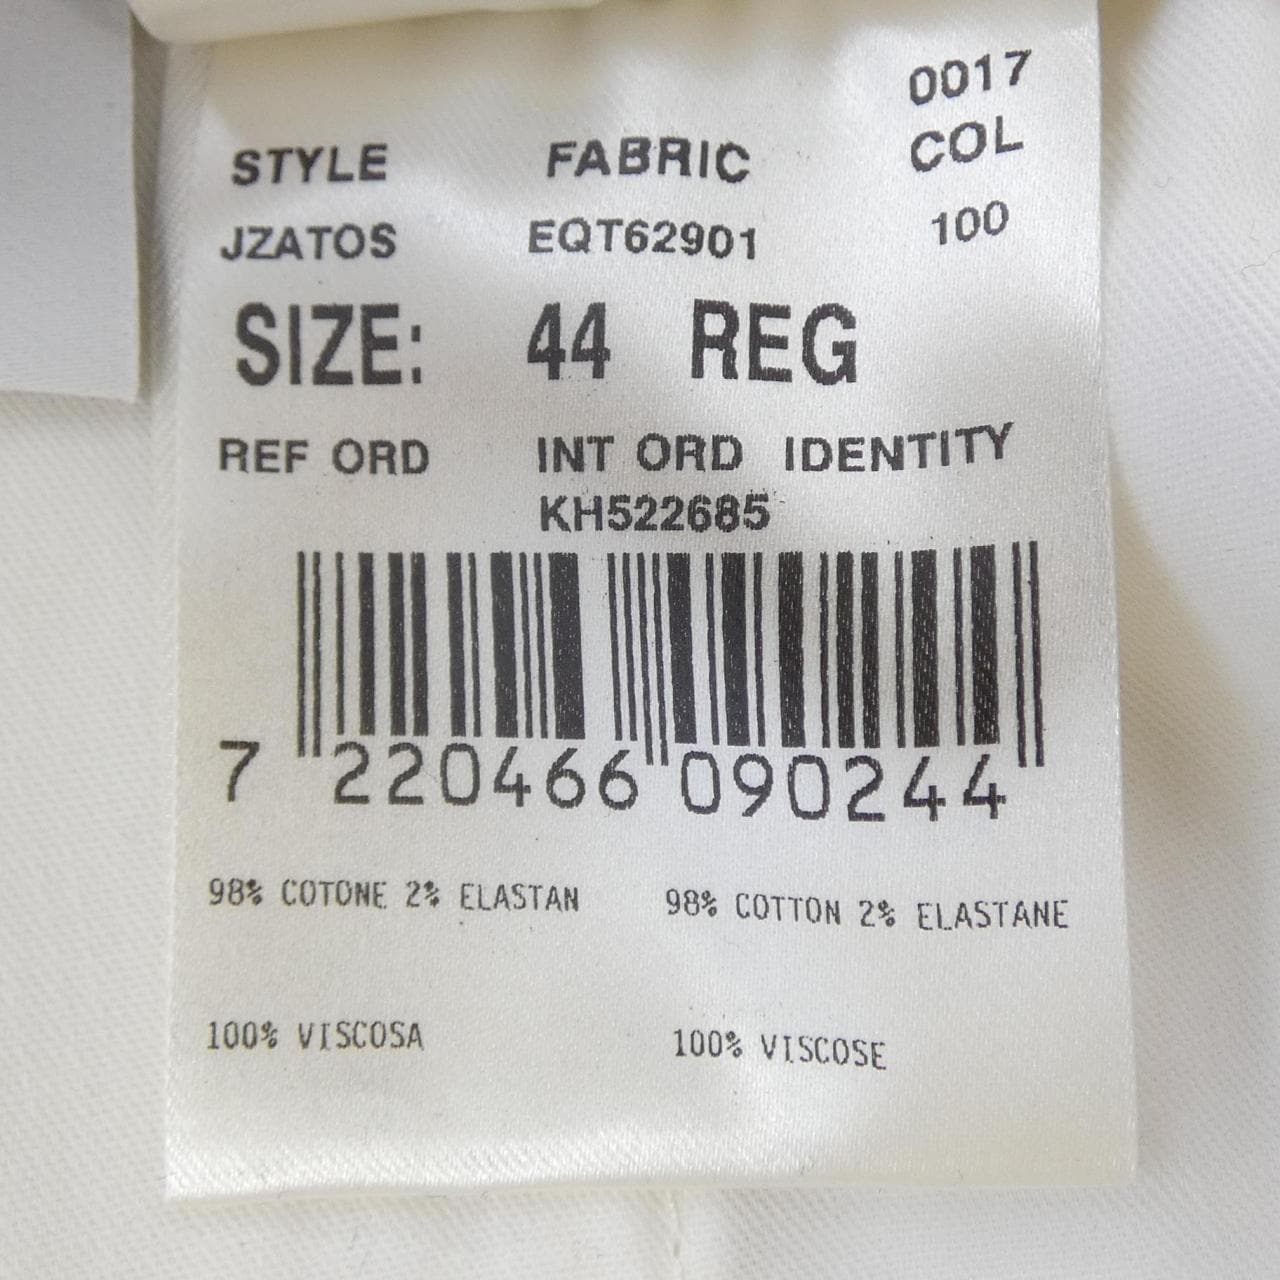 0017
STYLE FABRIC COL
JZATOS EQT62901 100
SIZE: 44 REG
REF ORD INT ORD IDENTITY
KH522685
7 220466 090244
98% COTONE 2% ELASTAN 98% COTTON 2% ELASTANE
100% VISCOSA 100% VISCOSE